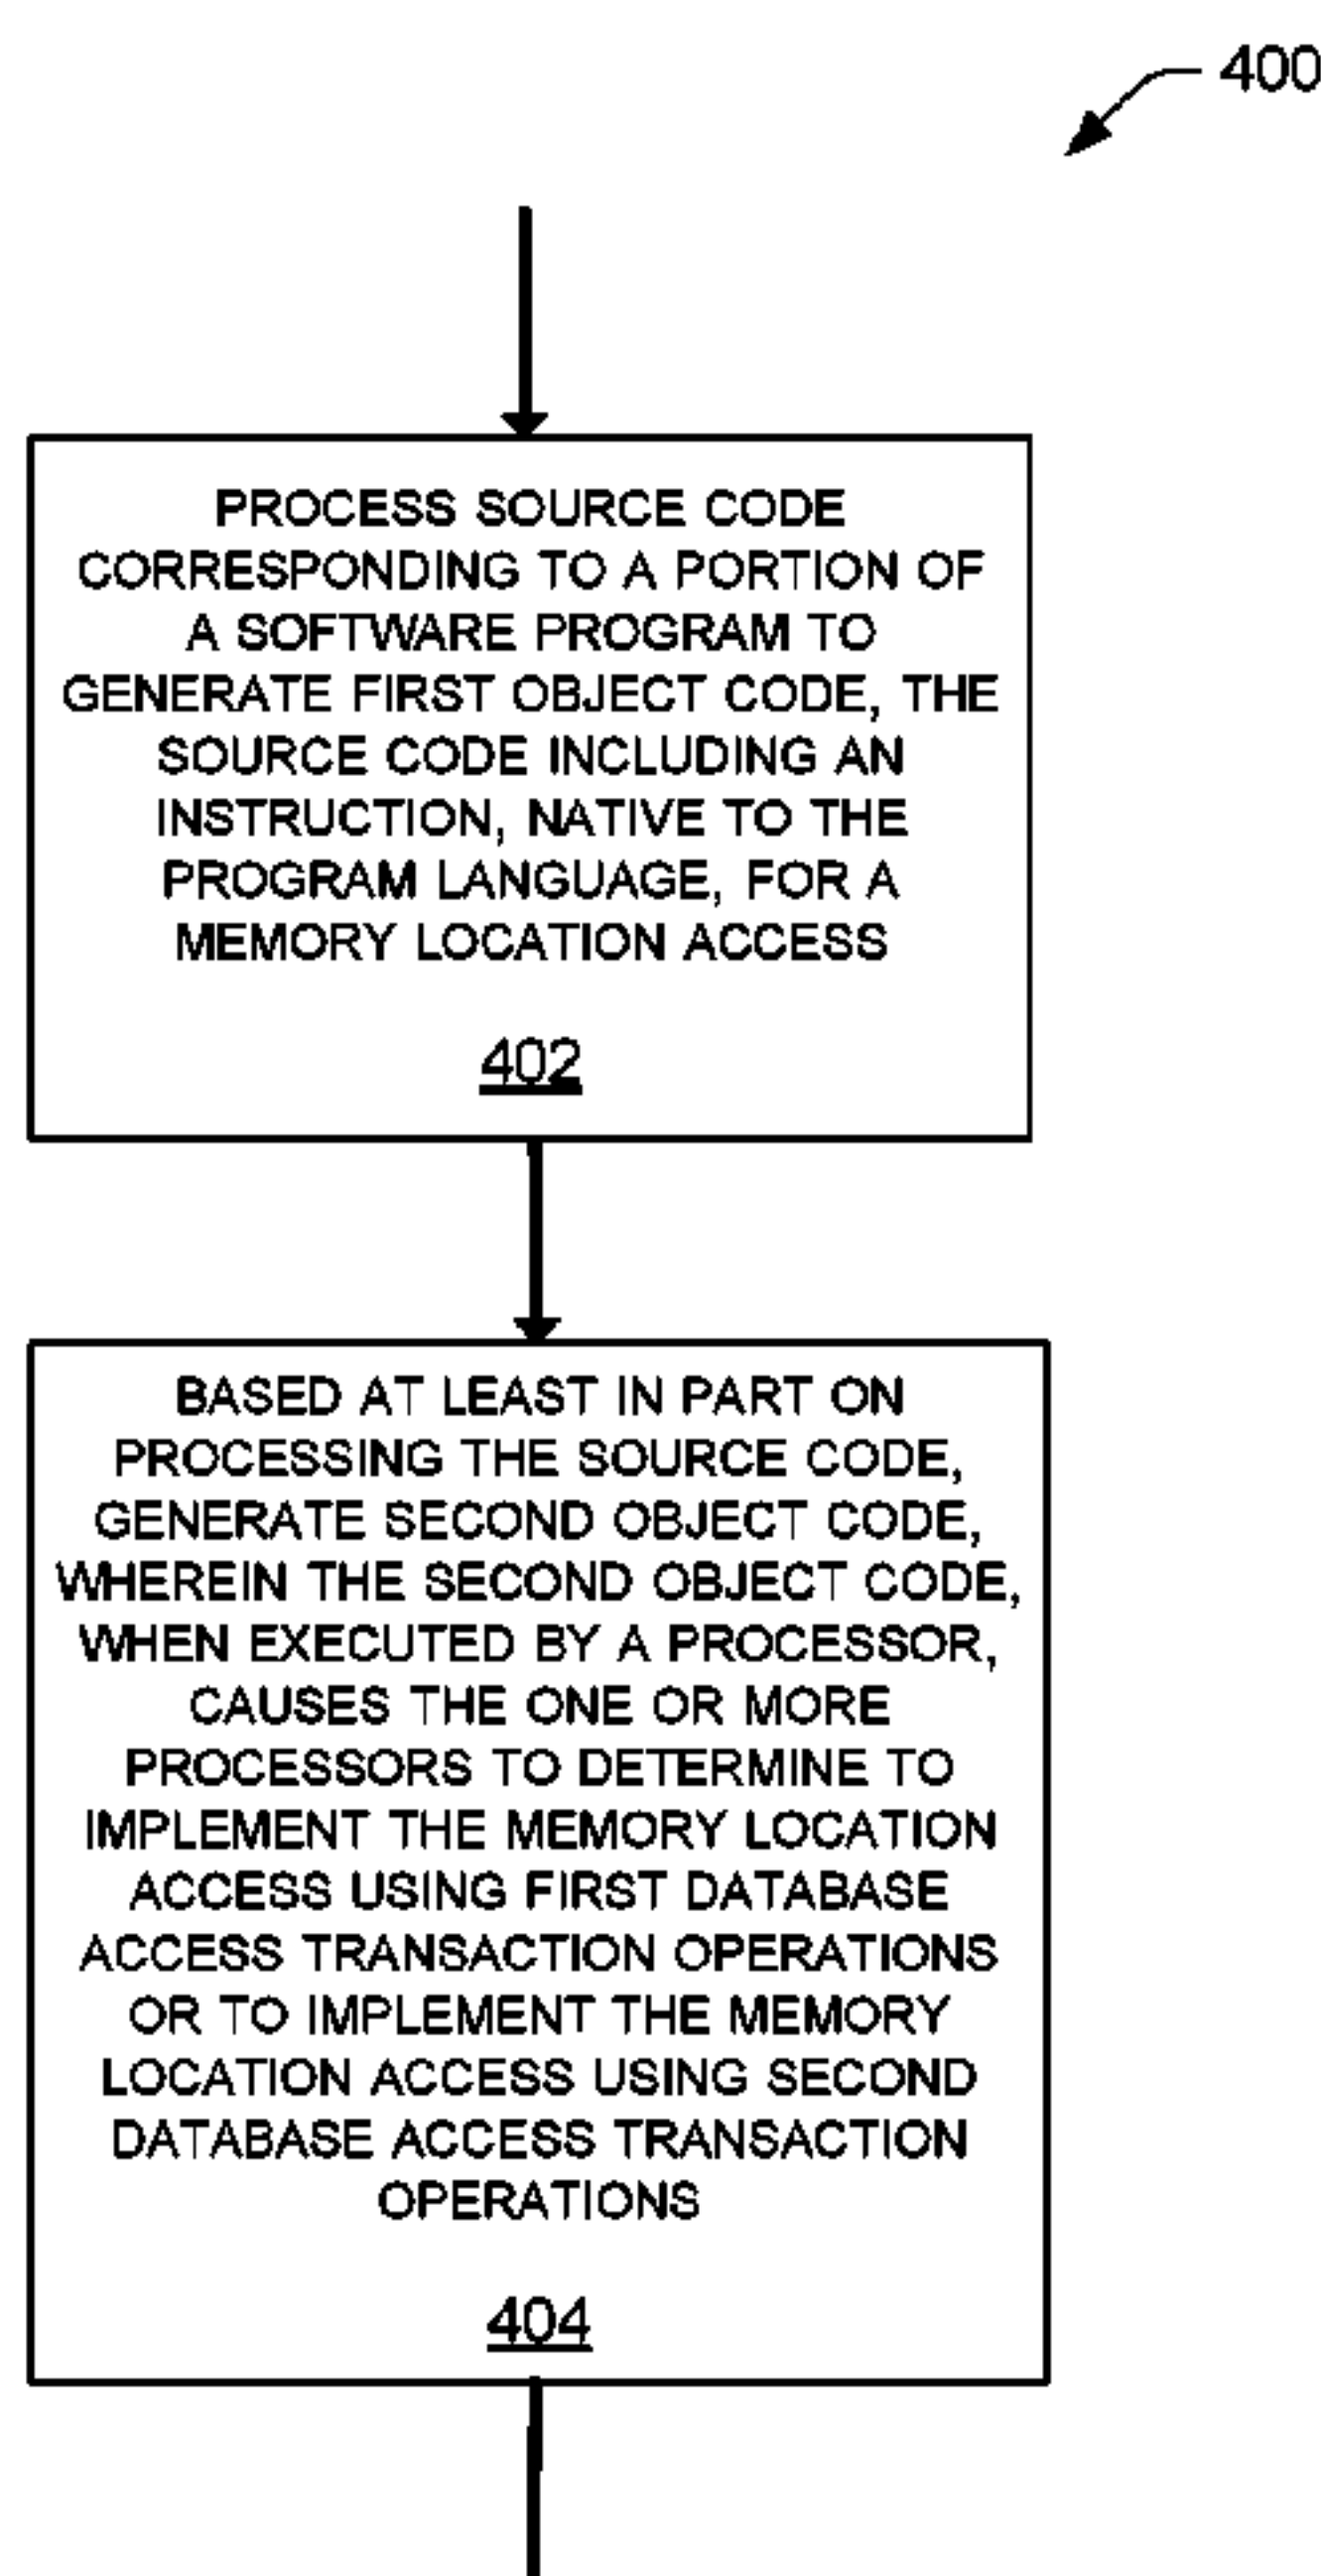 400
PROCESS SOURCE CODE
CORRESPONDING TO A PORTION OF
A SOFTWARE PROGRAM TO
GENERATE FIRST OBJECT CODE, THE
SOURCE CODE INCLUDING AN
INSTRUCTION, NATIVE TO THE
PROGRAM LANGUAGE, FOR A
MEMORY LOCATION ACCESS
402
BASED AT LEAST IN PART ON
PROCESSING THE SOURCE CODE,
GENERATE SECOND OBJECT CODE,
WHEREIN THE SECOND OBJECT CODE,
WHEN EXECUTED BY A PROCESSOR,
CAUSES THE ONE OR MORE
PROCESSORS TO DETERMINE TO
IMPLEMENT THE MEMORY LOCATION
ACCESS USING FIRST DATABASE
ACCESS TRANSACTION OPERATIONS
OR TO IMPLEMENT THE MEMORY
LOCATION ACCESS USING SECOND
DATABASE ACCESS TRANSACTION
OPERATIONS
404